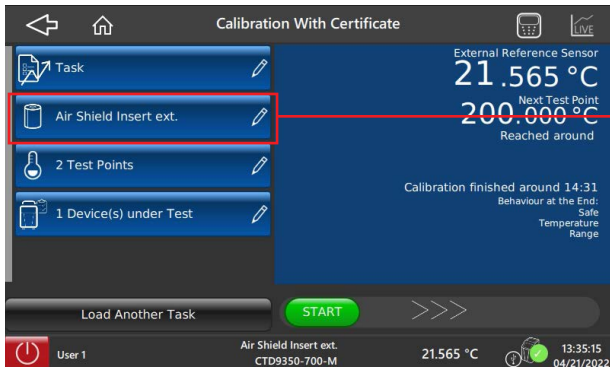 Calibration With Certificate
LIVE
Task
Air Shield Insert ext.
2 Test Points
1 Device(s) under Test
Load Another Task
External Reference Sensor
21.565 °C
Next Test Point
200.000 °C
Reached around
Calibration finished around 14:31
Behaviour at the End:
Safe
Temperature
Range
START
User 1
Air Shield Insert ext.
CTD9350-700-M
21.565 °C
13:35:15
04/21/2022